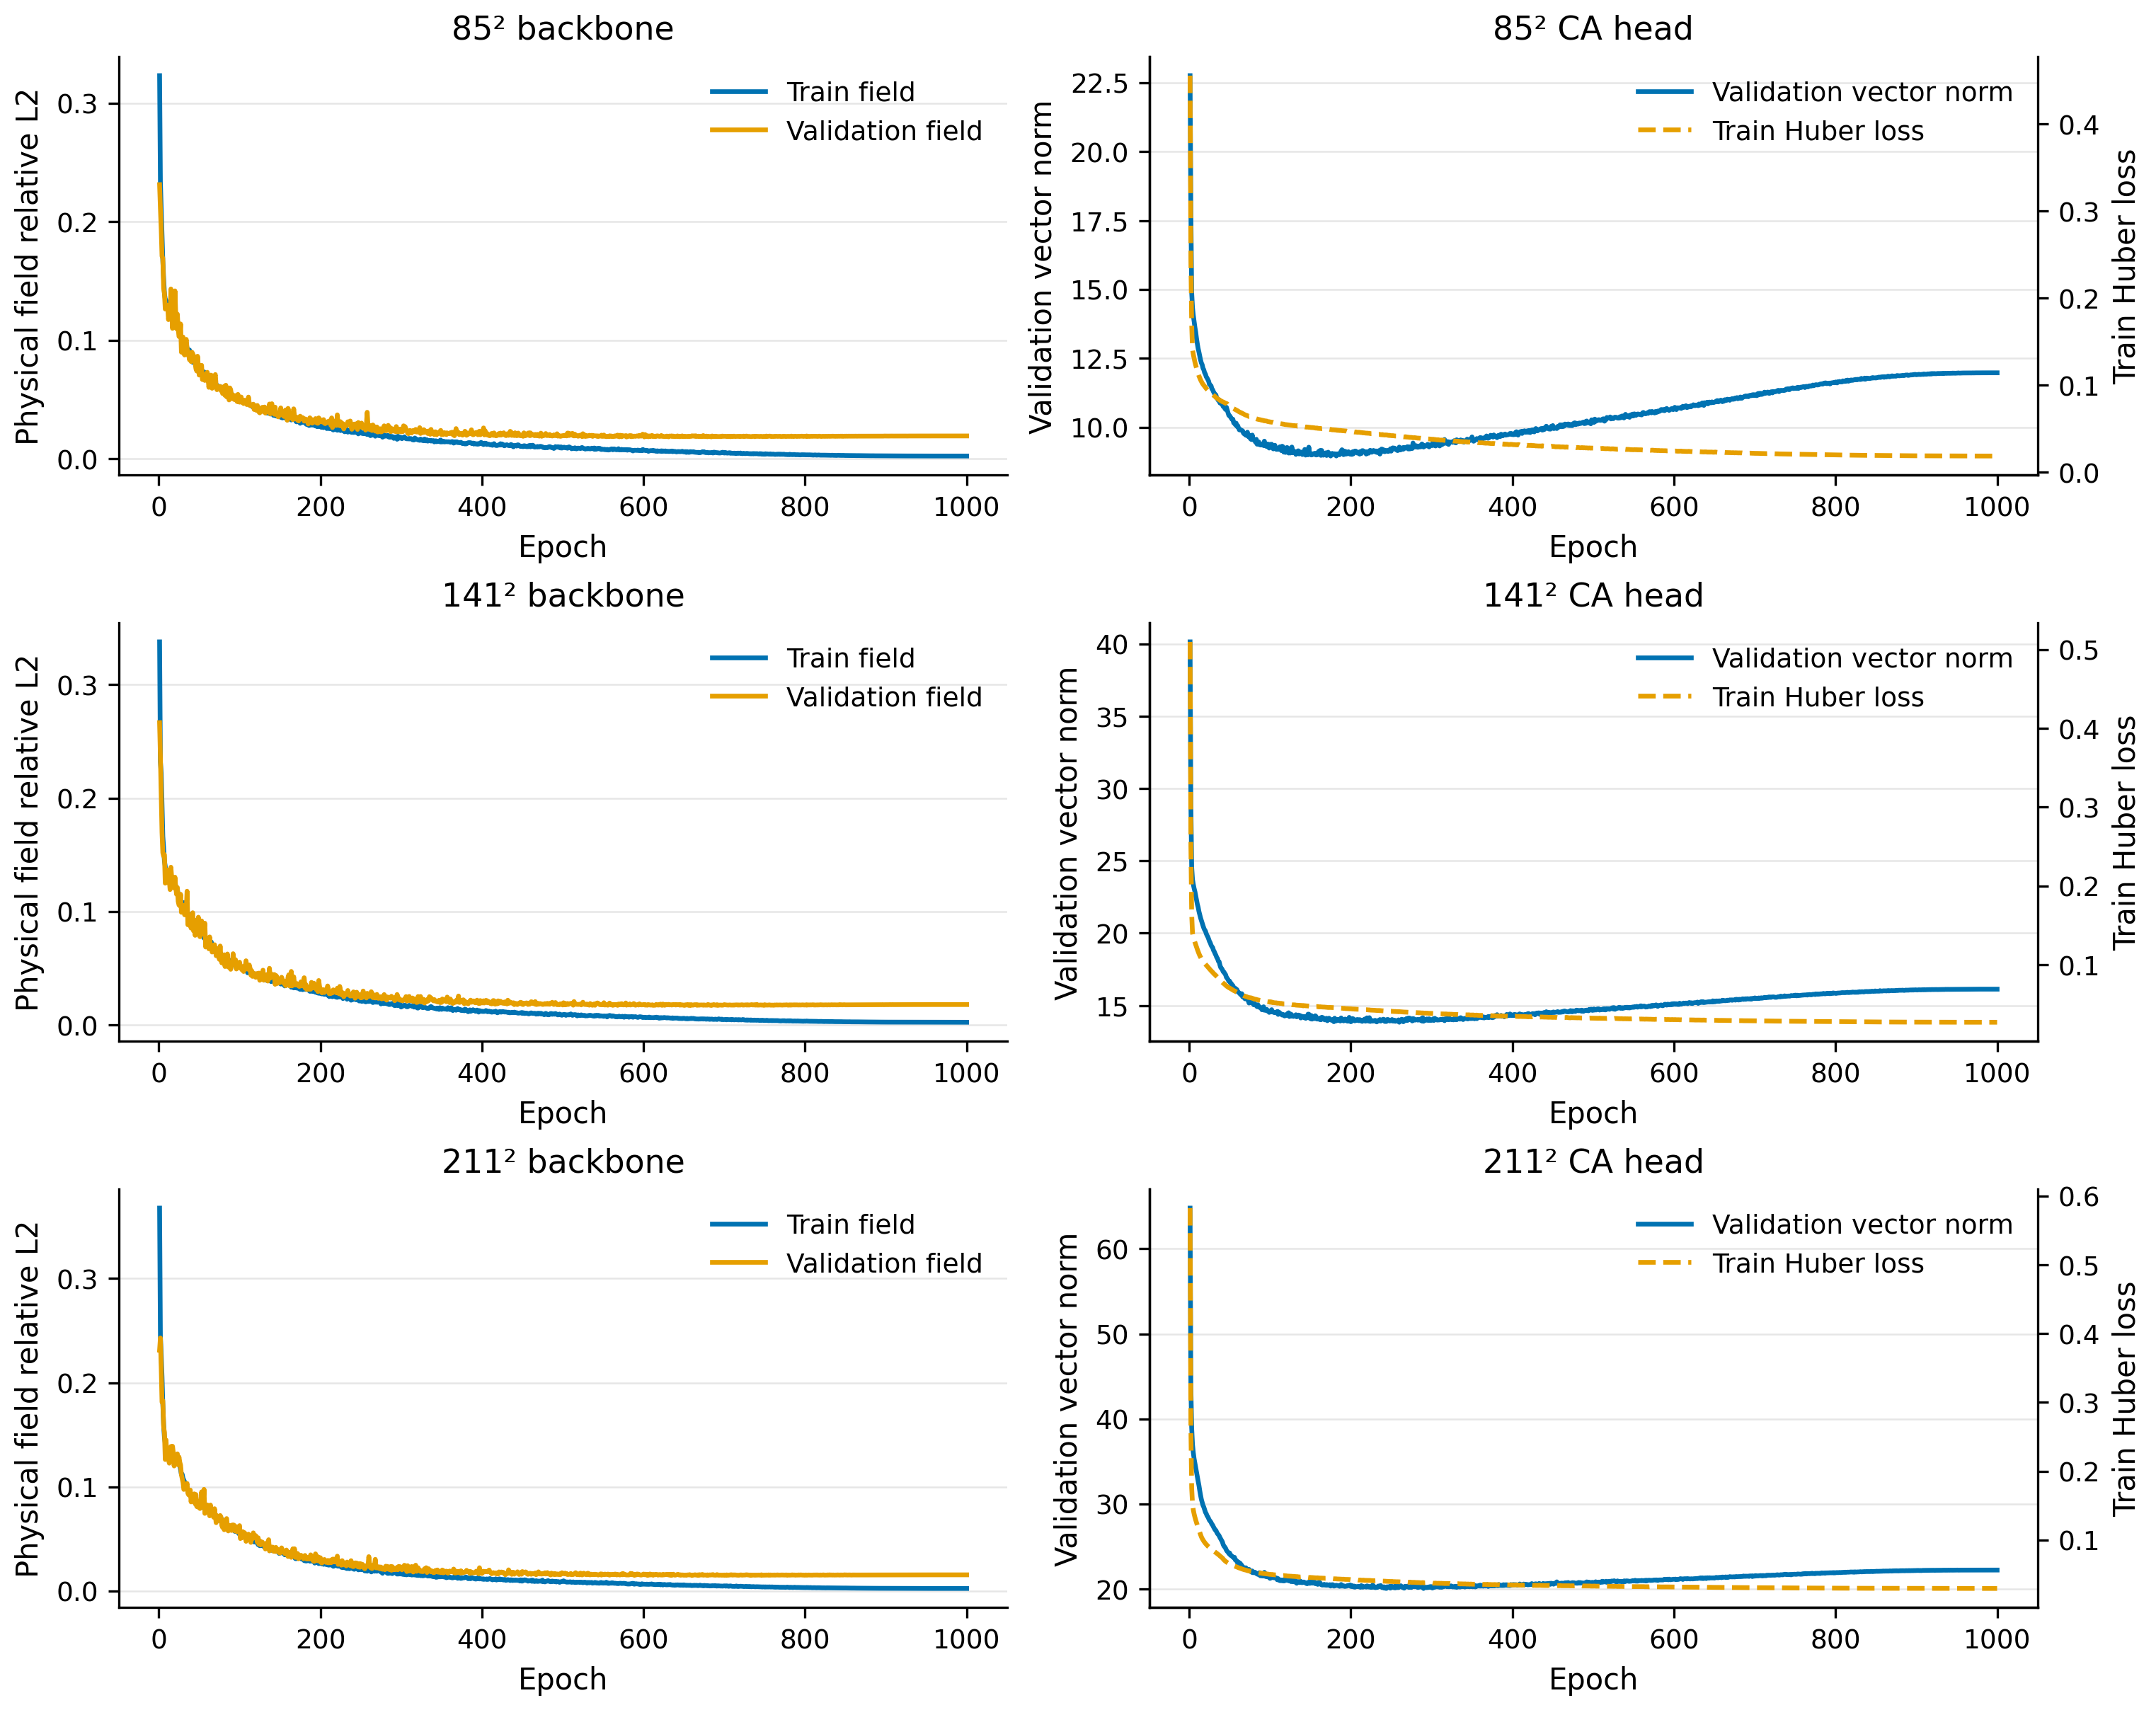 85² backbone
Physical field relative L2
0.3
0.2
0.1
0.0
Train field
Validation field
0 200 400 600 800 1000
Epoch
85² CA head
Validation vector norm
22.5
20.0
17.5
15.0
12.5
10.0
Validation vector norm
Train Huber loss
0.4
0.3
0.2
0.1
0.0
Train Huber loss
0 200 400 600 800 1000
Epoch
141² backbone
Physical field relative L2
0.3
0.2
0.1
0.0
Train field
Validation field
0 200 400 600 800 1000
Epoch
141² CA head
Validation vector norm
40
35
30
25
20
15
Validation vector norm
Train Huber loss
0.5
0.4
0.3
0.2
0.1
Train Huber loss
0 200 400 600 800 1000
Epoch
211² backbone
Physical field relative L2
0.3
0.2
0.1
0.0
Train field
Validation field
0 200 400 600 800 1000
Epoch
211² CA head
Validation vector norm
60
50
40
30
20
Validation vector norm
Train Huber loss
0.6
0.5
0.4
0.3
0.2
0.1
Train Huber loss
0 200 400 600 800 1000
Epoch